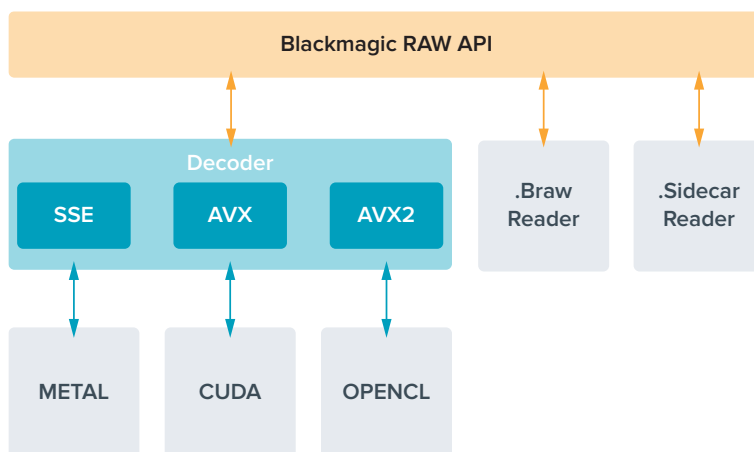 Blackmagic RAW API
Decoder
SSE
AVX
AVX2
.Braw
Reader
.Sidecar
Reader
METAL
CUDA
OPENCL